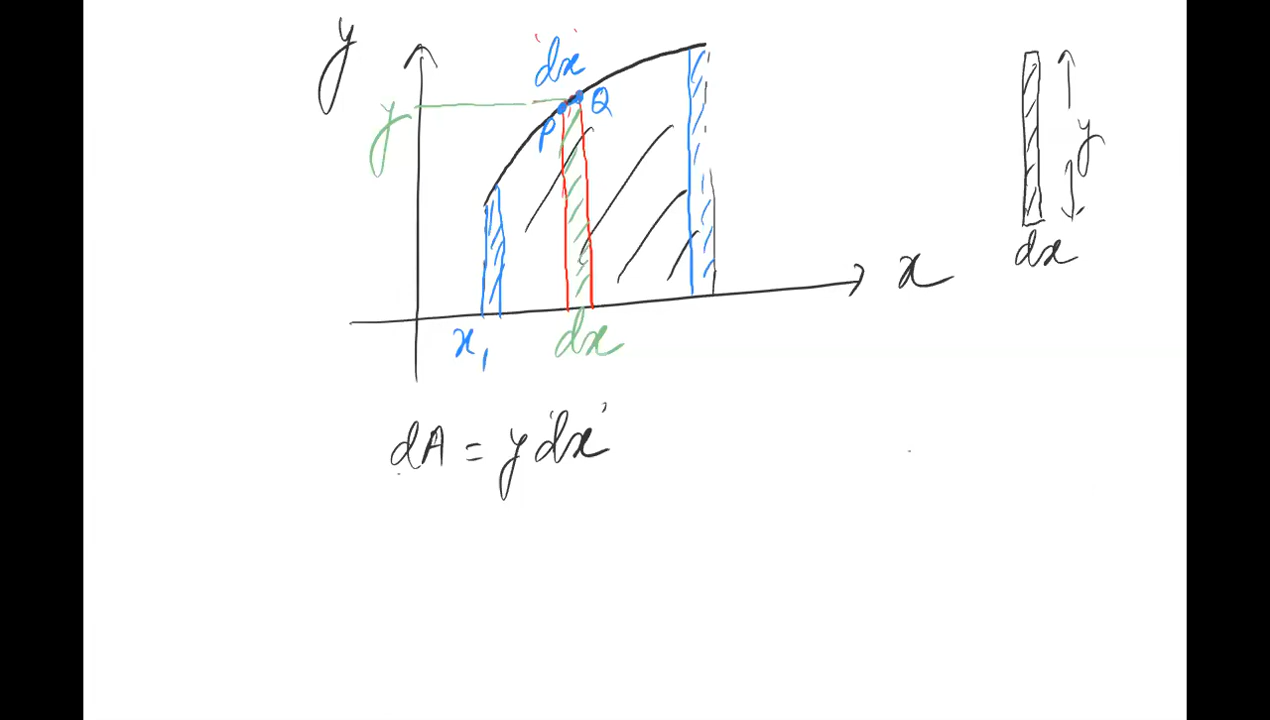 y
'dx'
y
P
Q
y
dx
x
x₁
dx
dA = y 'dx'